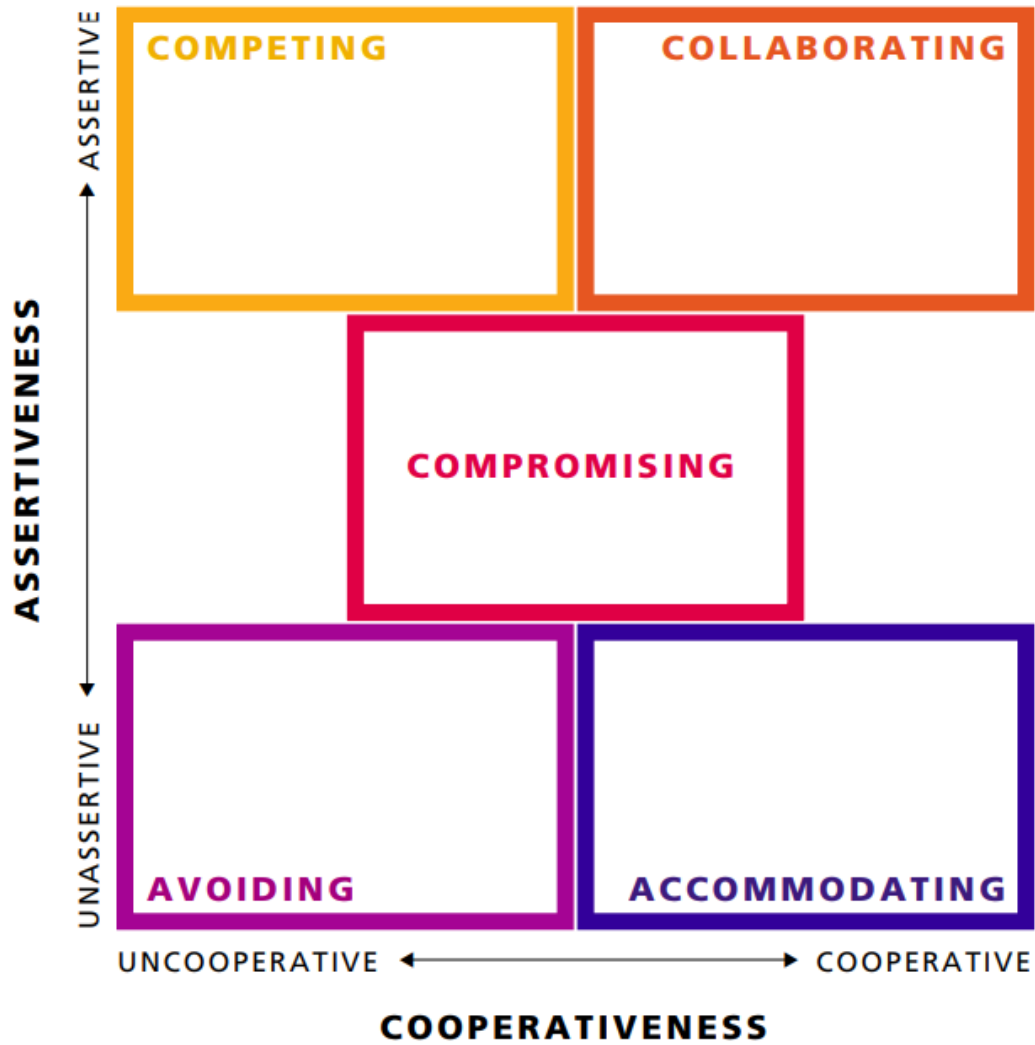 ASSERTIVE
COMPETING
COLLABORATING
ASSERTIVENESS
COMPROMISING
UNASSERTIVE
AVOIDING
ACCOMMODATING
UNCOOPERATIVE
COOPERATIVE
COOPERATIVENESS